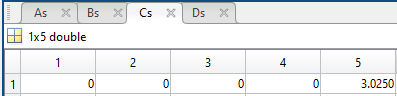 As Bs Cs Ds
1x5 double
1 2 3 4 5
1 0 0 0 0 3.0250